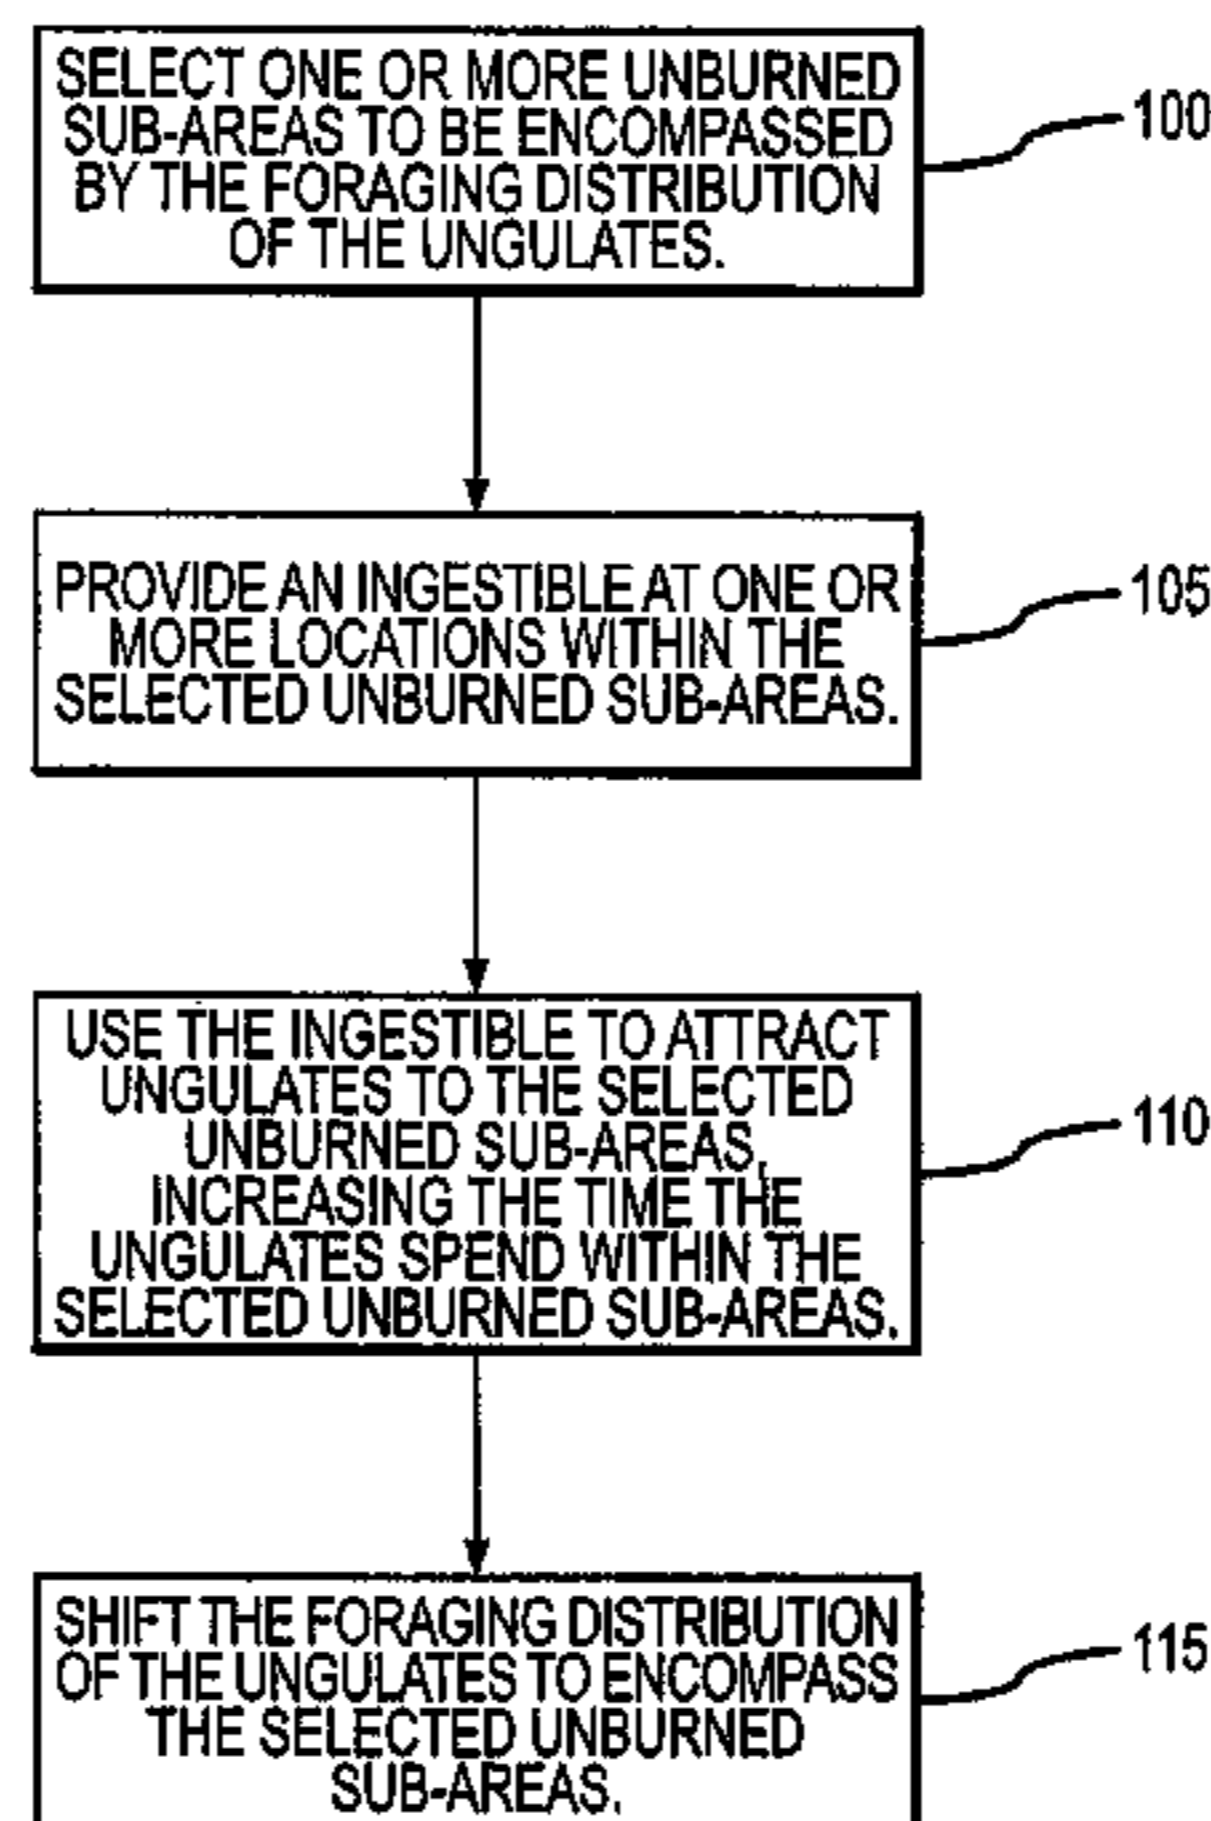 SELECT ONE OR MORE UNBURNED
SUB-AREAS TO BE ENCOMPASSED
BY THE FORAGING DISTRIBUTION
OF THE UNGULATES.
100
PROVIDE AN INGESTIBLE AT ONE OR
MORE LOCATIONS WITHIN THE
SELECTED UNBURNED SUB-AREAS.
105
USE THE INGESTIBLE TO ATTRACT
UNGULATES TO THE SELECTED
UNBURNED SUB-AREAS,
INCREASING THE TIME THE
UNGULATES SPEND WITHIN THE
SELECTED UNBURNED SUB-AREAS.
110
SHIFT THE FORAGING DISTRIBUTION
OF THE UNGULATES TO ENCOMPASS
THE SELECTED UNBURNED
SUB-AREAS.
115